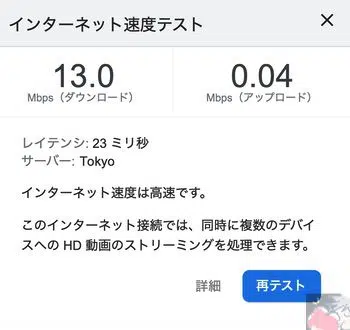 インターネット速度テスト
13.0
Mbps（ダウンロード）
0.04
Mbps（アップロード）
レイテンシ: 23 ミリ秒
サーバー: Tokyo
インターネット速度は高速です。
このインターネット接続では、同時に複数のデバイ
スへの HD 動画のストリーミングを処理できます。
詳細
再テスト